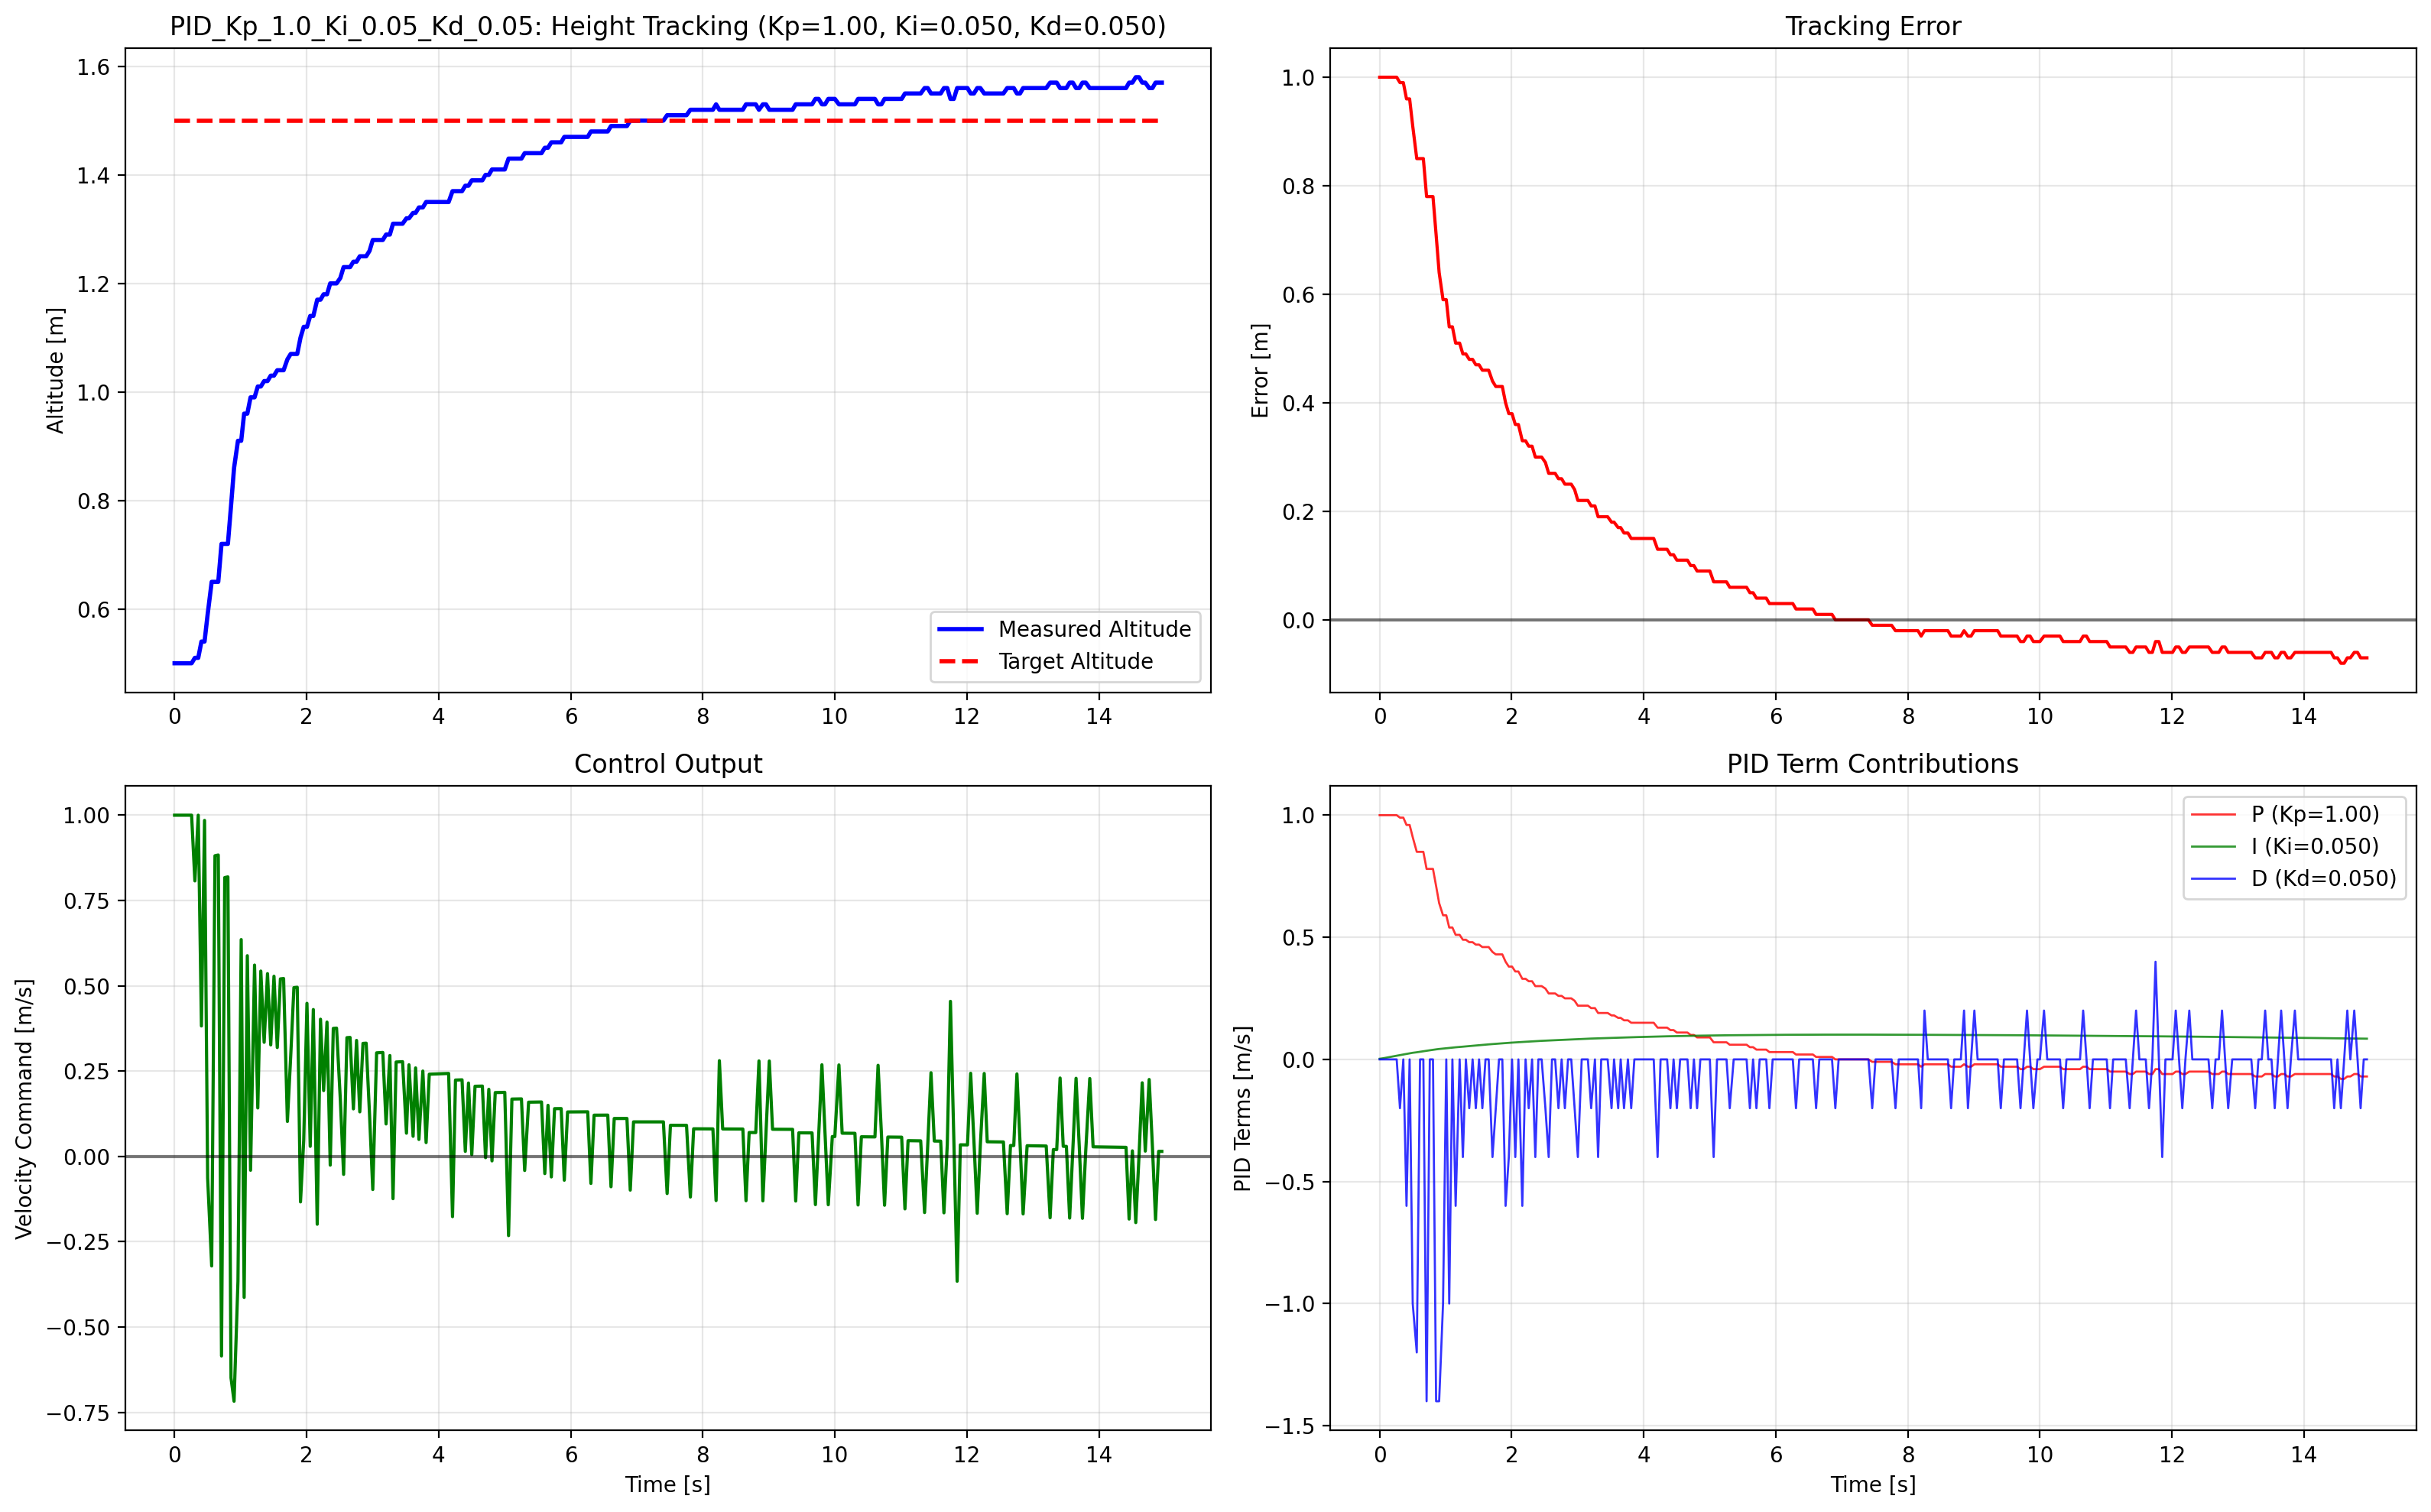 PID_Kp_1.0_Ki_0.05_Kd_0.05: Height Tracking (Kp=1.00, Ki=0.050, Kd=0.050)
1.6
1.4
1.2
1.0
0.8
0.6
Altitude [m]
Measured Altitude
Target Altitude
0 2 4 6 8 10 12 14
Tracking Error
1.0
0.8
0.6
0.4
0.2
0.0
Error [m]
0 2 4 6 8 10 12 14
Control Output
1.00
0.75
0.50
0.25
0.00
−0.25
−0.50
−0.75
Velocity Command [m/s]
0 2 4 6 8 10 12 14
Time [s]
PID Term Contributions
1.0
0.5
0.0
−0.5
−1.0
−1.5
PID Terms [m/s]
P (Kp=1.00)
I (Ki=0.050)
D (Kd=0.050)
0 2 4 6 8 10 12 14
Time [s]